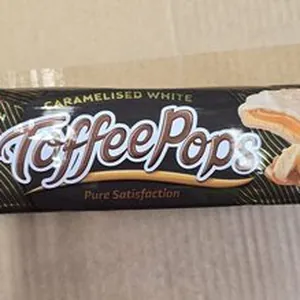 CARAMELISED WHITE
ToffeePops
Pure Satisfaction